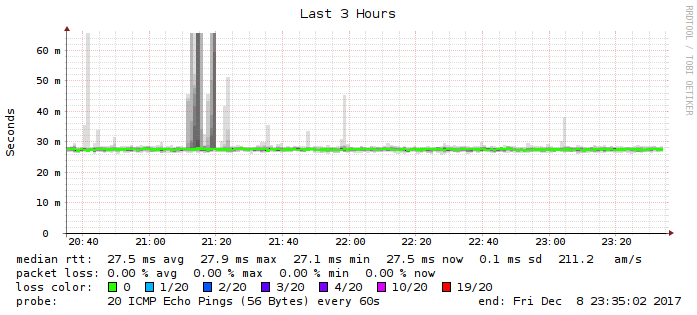 Last 3 Hours
RRDTOOL / TOBI OETIKER
Seconds
60 m
50 m
40 m
30 m
20 m
10 m
0
20:40 21:00 21:20 21:40 22:00 22:20 22:40 23:00 23:20
median rtt: 27.5 ms avg 27.9 ms max 27.1 ms min 27.5 ms now 0.1 ms sd 211.2 am/s
packet loss: 0.00 % avg 0.00 % max 0.00 % min 0.00 % now
loss color: 0 1/20 2/20 3/20 4/20 10/20 19/20
probe: 20 ICMP Echo Pings (56 Bytes) every 60s end: Fri Dec 8 23:35:02 2017